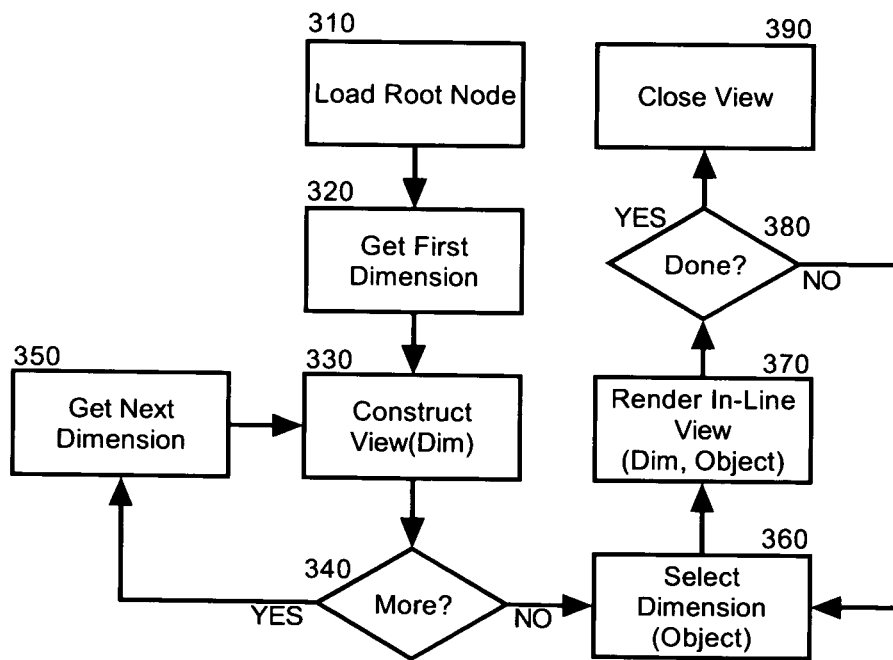 310
Load Root Node
320
Get First
Dimension
330
Construct
View(Dim)
350
Get Next
Dimension
340
More?
YES
NO
360
Select
Dimension
(Object)
370
Render In-Line
View
(Dim, Object)
380
Done?
YES
NO
390
Close View